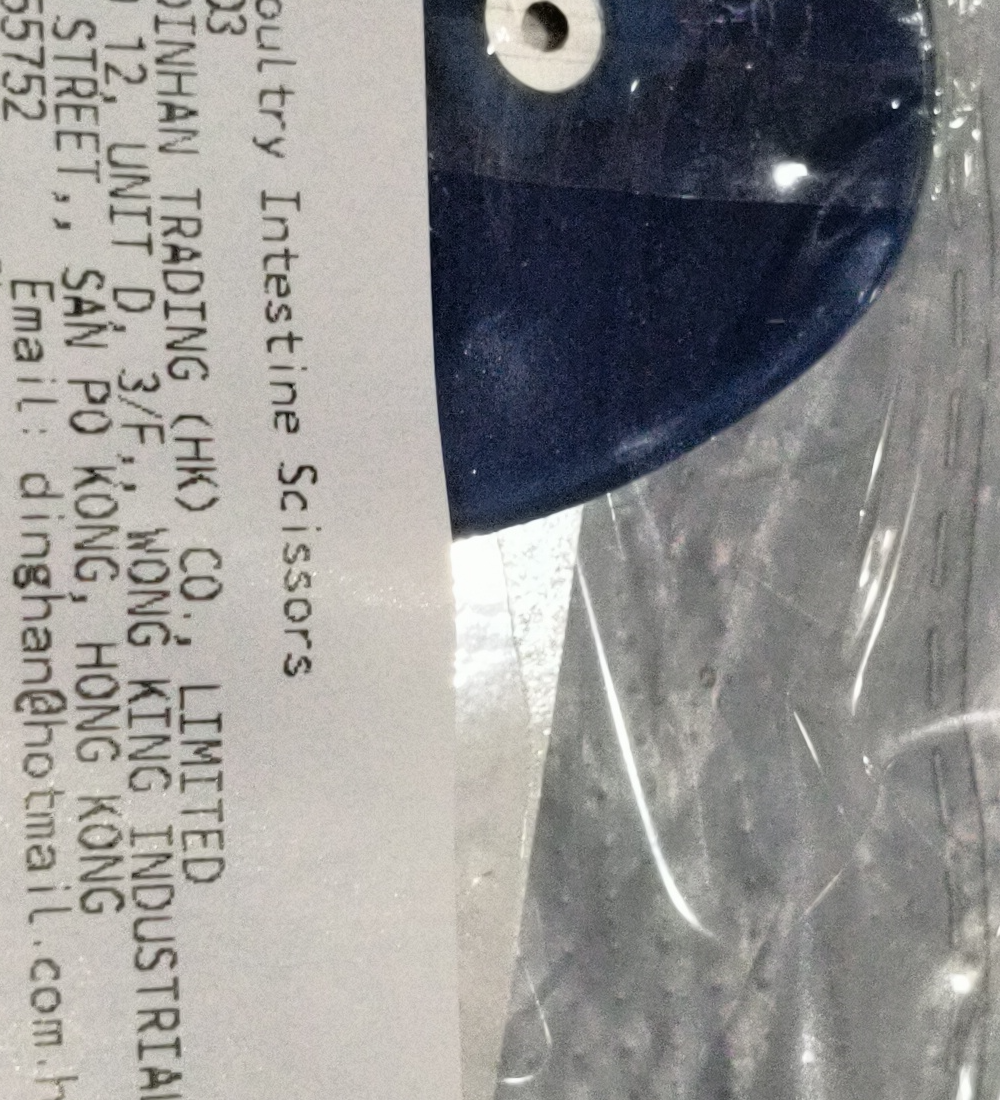 oultry Intestine Scissors
03
DINHAN TRADING (HK) CO., LIMITED
12, UNIT D, 3/F,, WONG KING INDUSTRIAL
STREET,, SAN PO KONG, HONG KONG
55752 Email: dinghan@hotmail.com.h